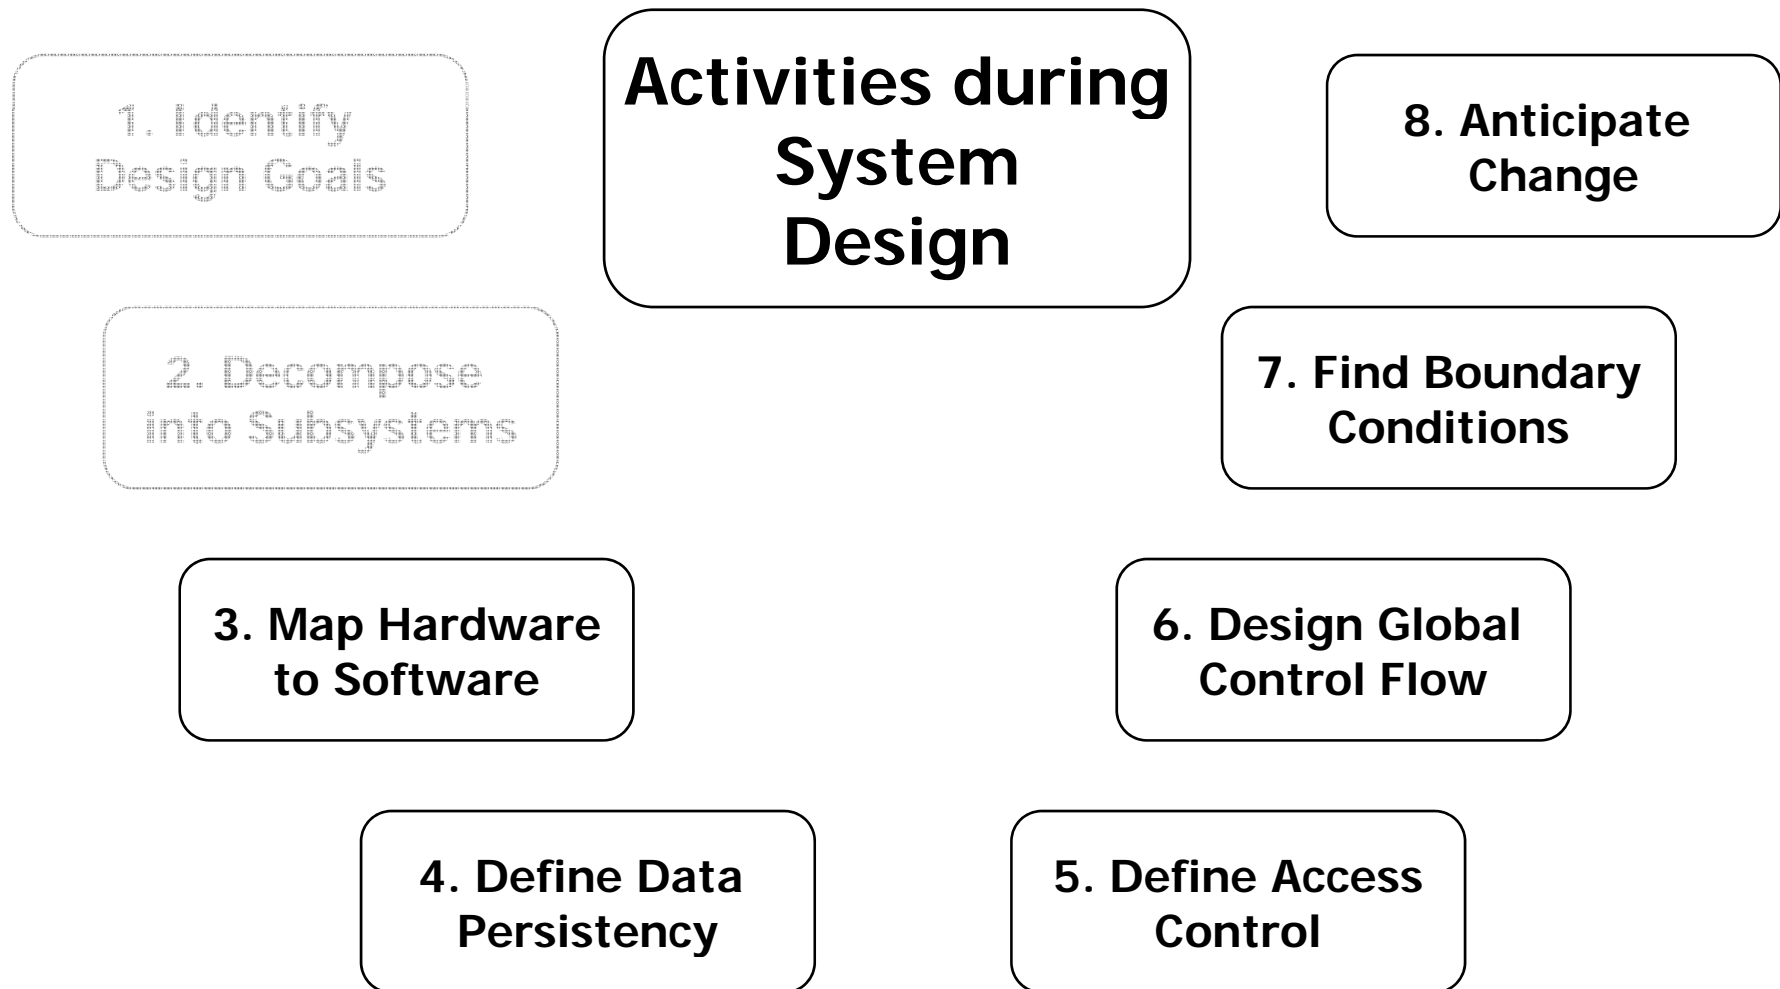 Activities during
System
Design
1. Identify
Design Goals
2. Decompose
into Subsystems
3. Map Hardware
to Software
4. Define Data
Persistency
5. Define Access
Control
6. Design Global
Control Flow
7. Find Boundary
Conditions
8. Anticipate
Change